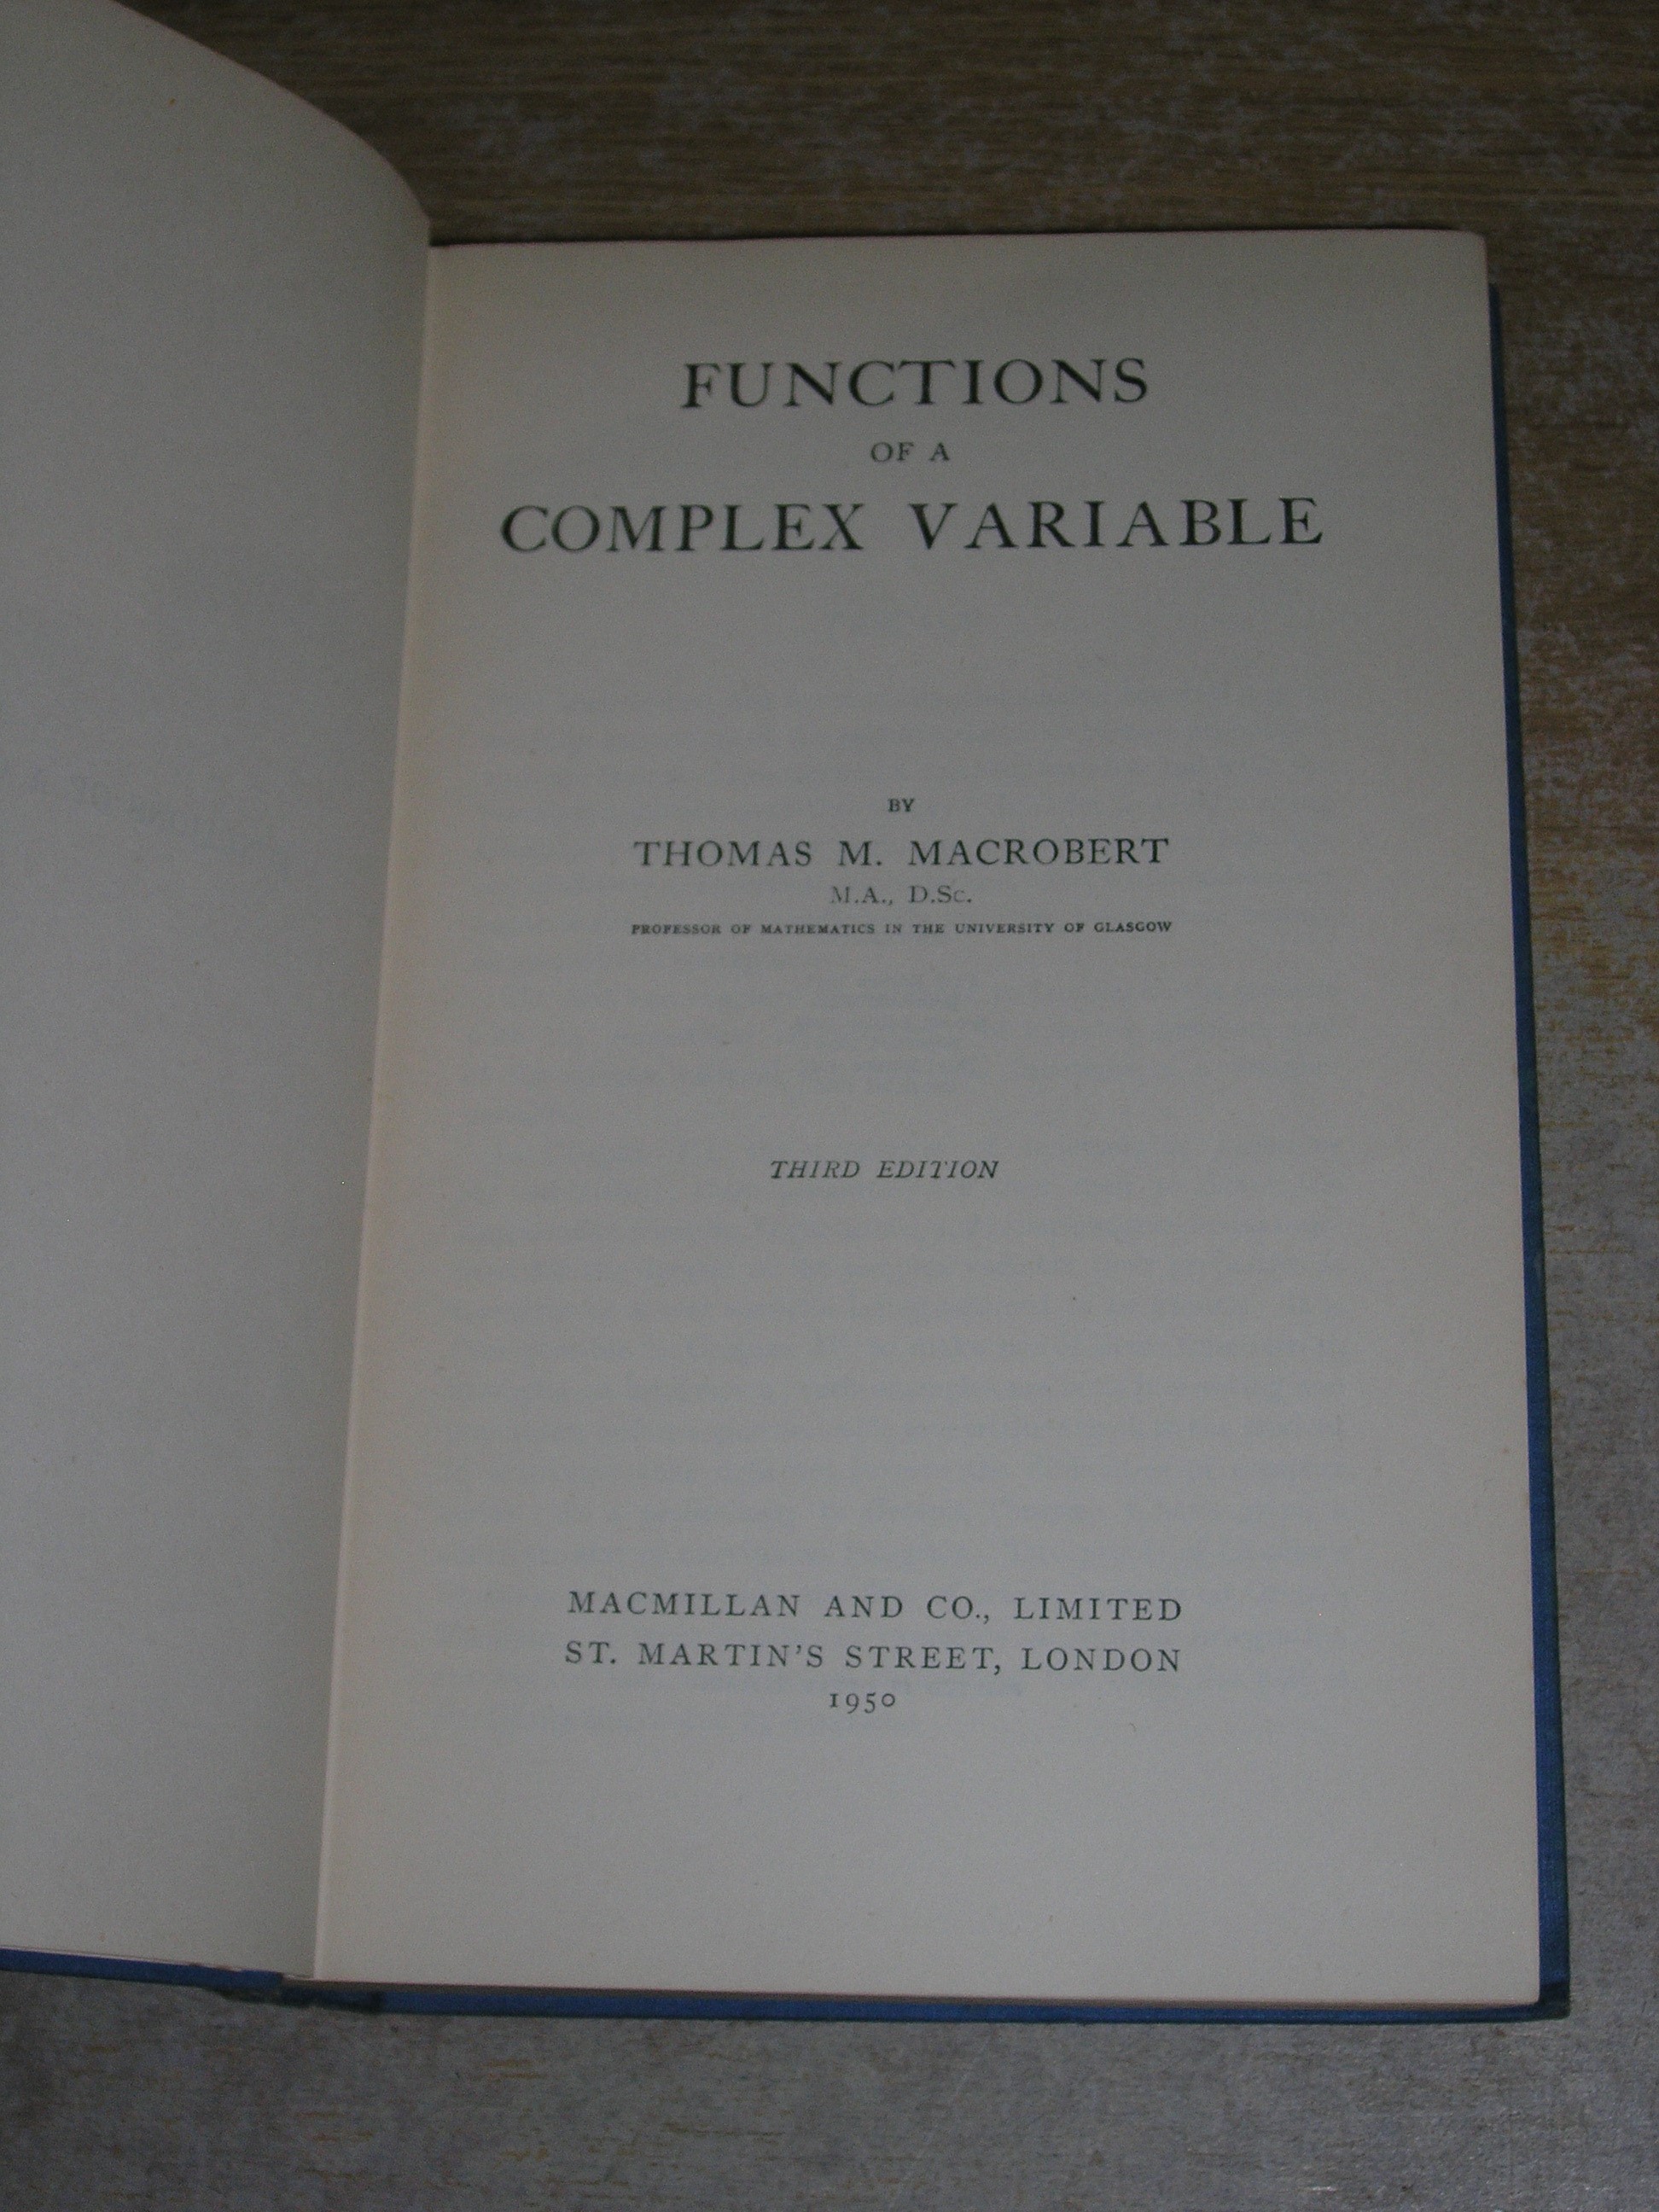 FUNCTIONS
OF A
COMPLEX VARIABLE
BY
THOMAS M. MACROBERT
M.A., D.Sc.
PROFESSOR OF MATHEMATICS IN THE UNIVERSITY OF GLASGOW
THIRD EDITION
MACMILLAN AND CO., LIMITED
ST. MARTIN'S STREET, LONDON
1950